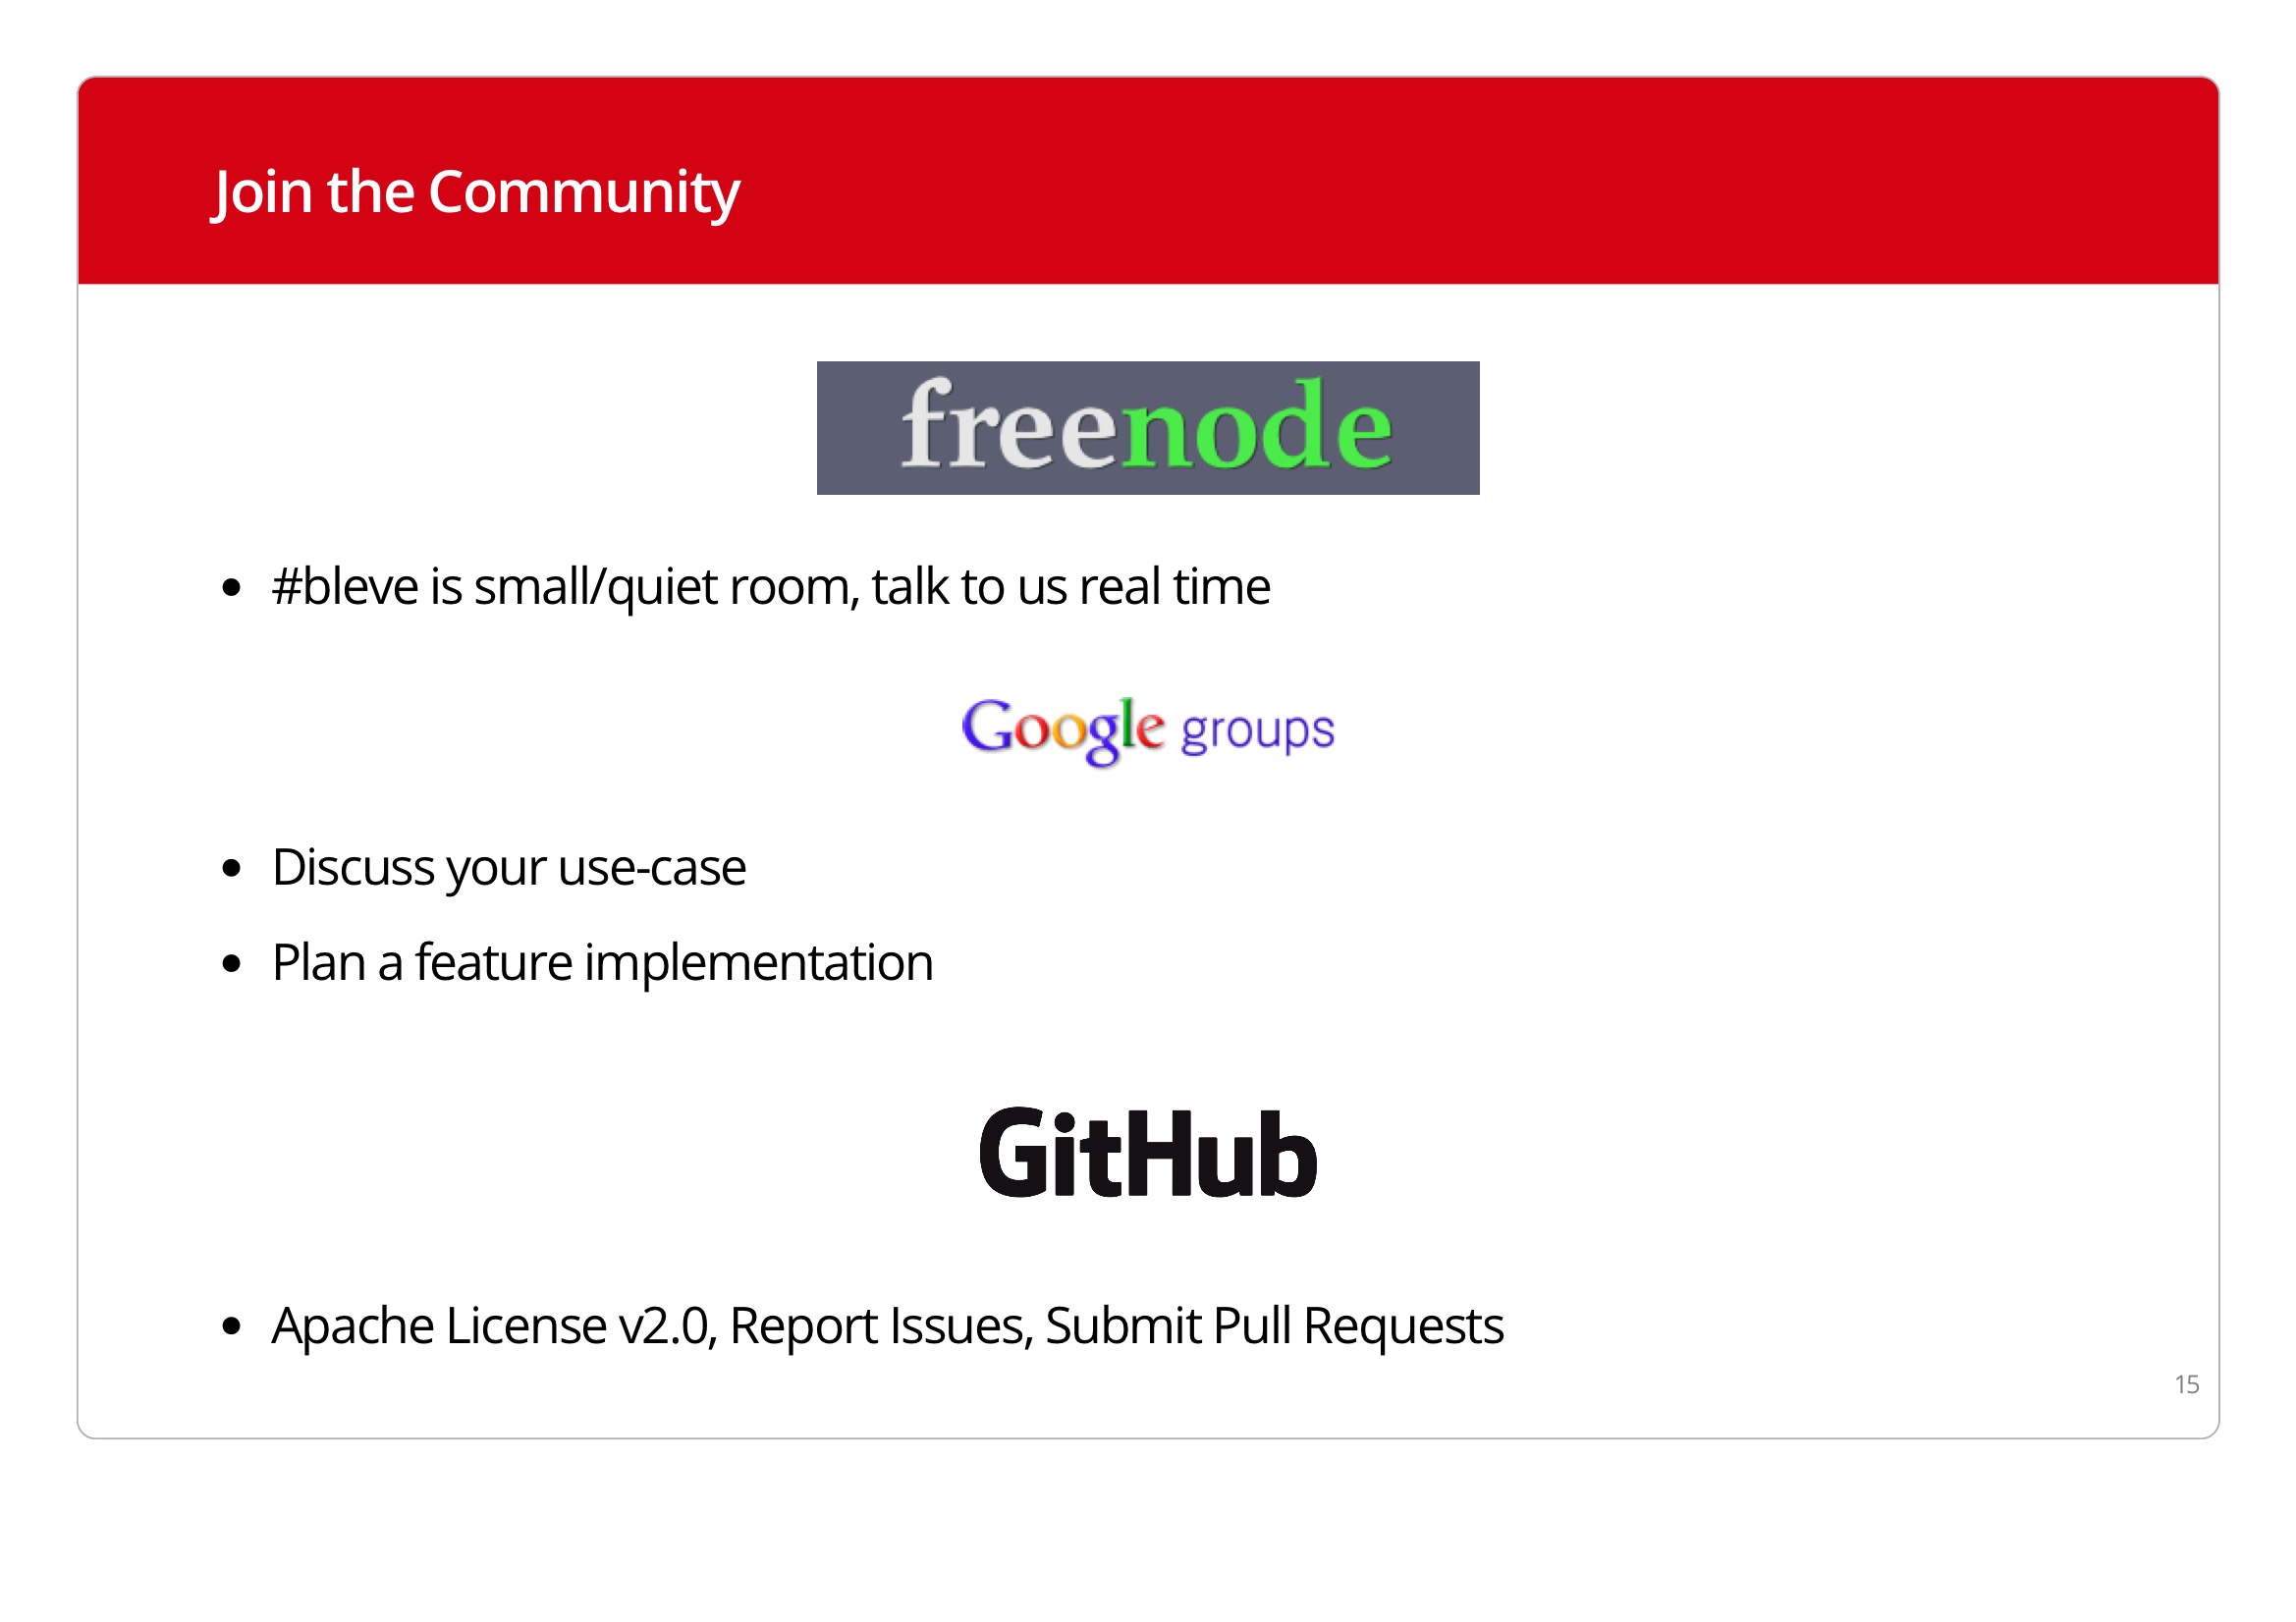 Join the Community
freenode
#bleve is small/quiet room, talk to us real time
Google groups
Discuss your use-case
Plan a feature implementation
GitHub
Apache License v2.0, Report Issues, Submit Pull Requests
15